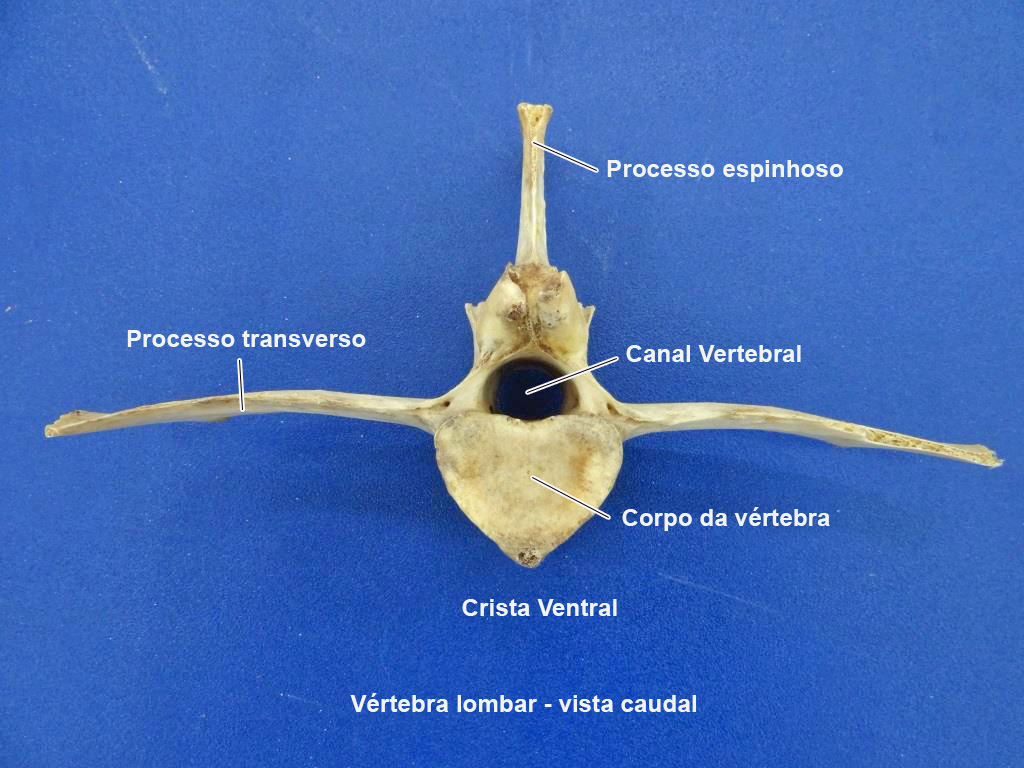 Processo espinhoso
Processo transverso
Canal Vertebral
Corpo da vértebra
Crista Ventral
Vértebra lombar - vista caudal